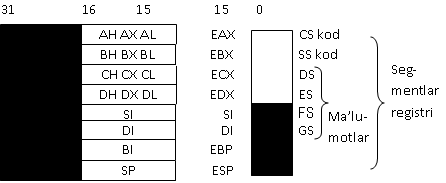 31 16 15 15 0
AH AX AL EAX CS kod
BH BX BL EBX SS kod
CH CX CL ECX DS
DH DX DL EDX ES
SI SI FS
DI DI GS
BI EBP
SP ESP
Ma’lu-
motlar
Seg-
mentlar
registri